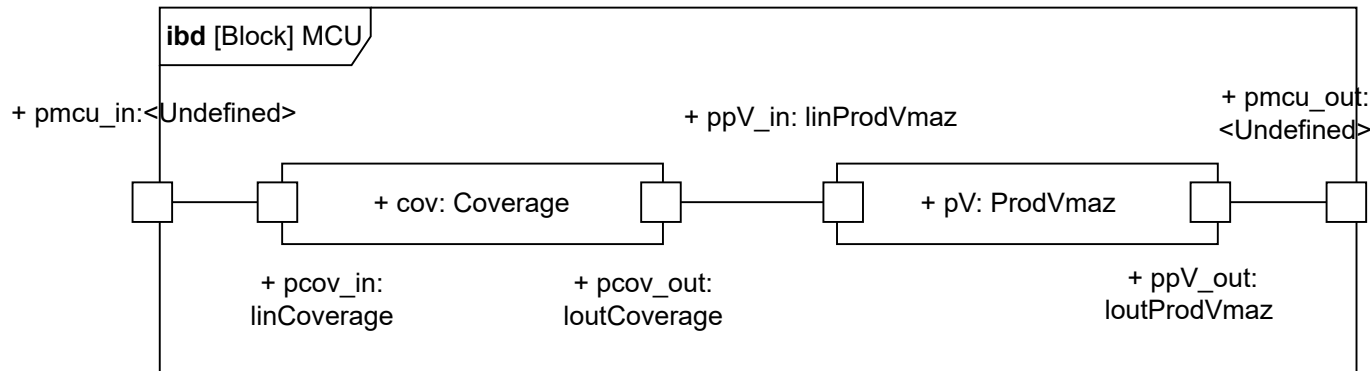 ibd [Block] MCU
+ pmcu_in:<Undefined>
+ ppV_in: linProdVmaz
+ pmcu_out:
<Undefined>
+ cov: Coverage
+ pV: ProdVmaz
+ pcov_in:
linCoverage
+ pcov_out:
loutCoverage
+ ppV_out:
loutProdVmaz